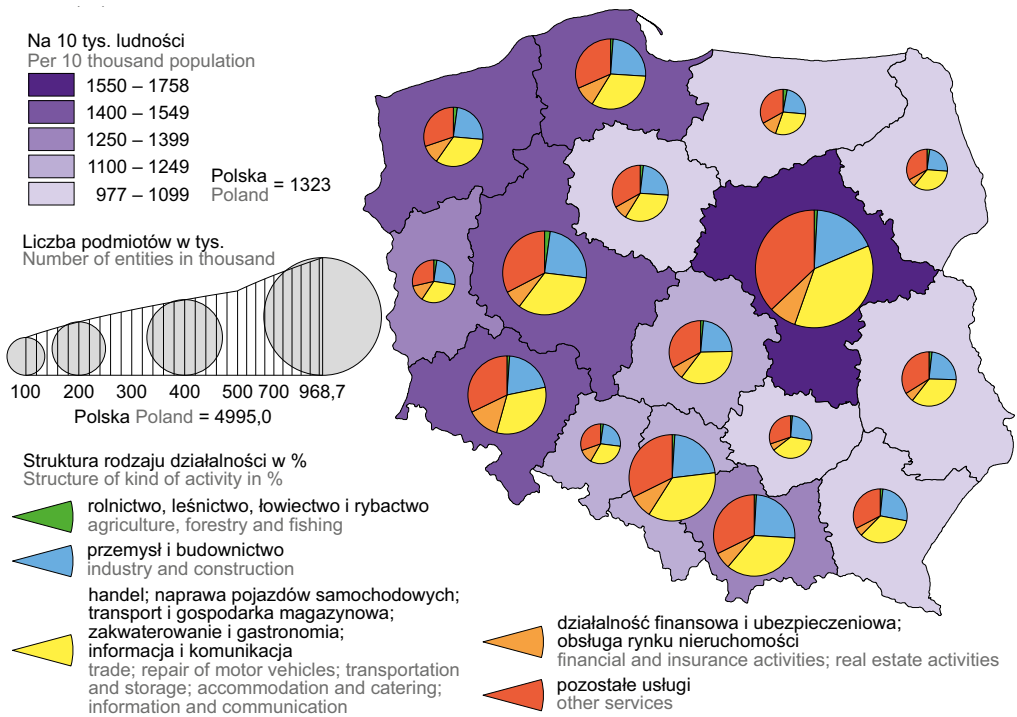 Na 10 tys. ludności
Per 10 thousand population
1550 – 1758
1400 – 1549
1250 – 1399
1100 – 1249
977 – 1099
Polska
Poland
= 1323
Liczba podmiotów w tys.
Number of entities in thousand
100 200 300 400 500 700 968,7
Polska Poland = 4995,0
Struktura rodzaju działalności w %
Structure of kind of activity in %
rolnictwo, leśnictwo, łowiectwo i rybactwo
agriculture, forestry and fishing
przemysł i budownictwo
industry and construction
handel; naprawa pojazdów samochodowych;
transport i gospodarka magazynowa;
zakwaterowanie i gastronomia;
informacja i komunikacja
trade; repair of motor vehicles; transportation
and storage; accommodation and catering;
information and communication
działalność finansowa i ubezpieczeniowa;
obsługa rynku nieruchomości
financial and insurance activities; real estate activities
pozostałe usługi
other services